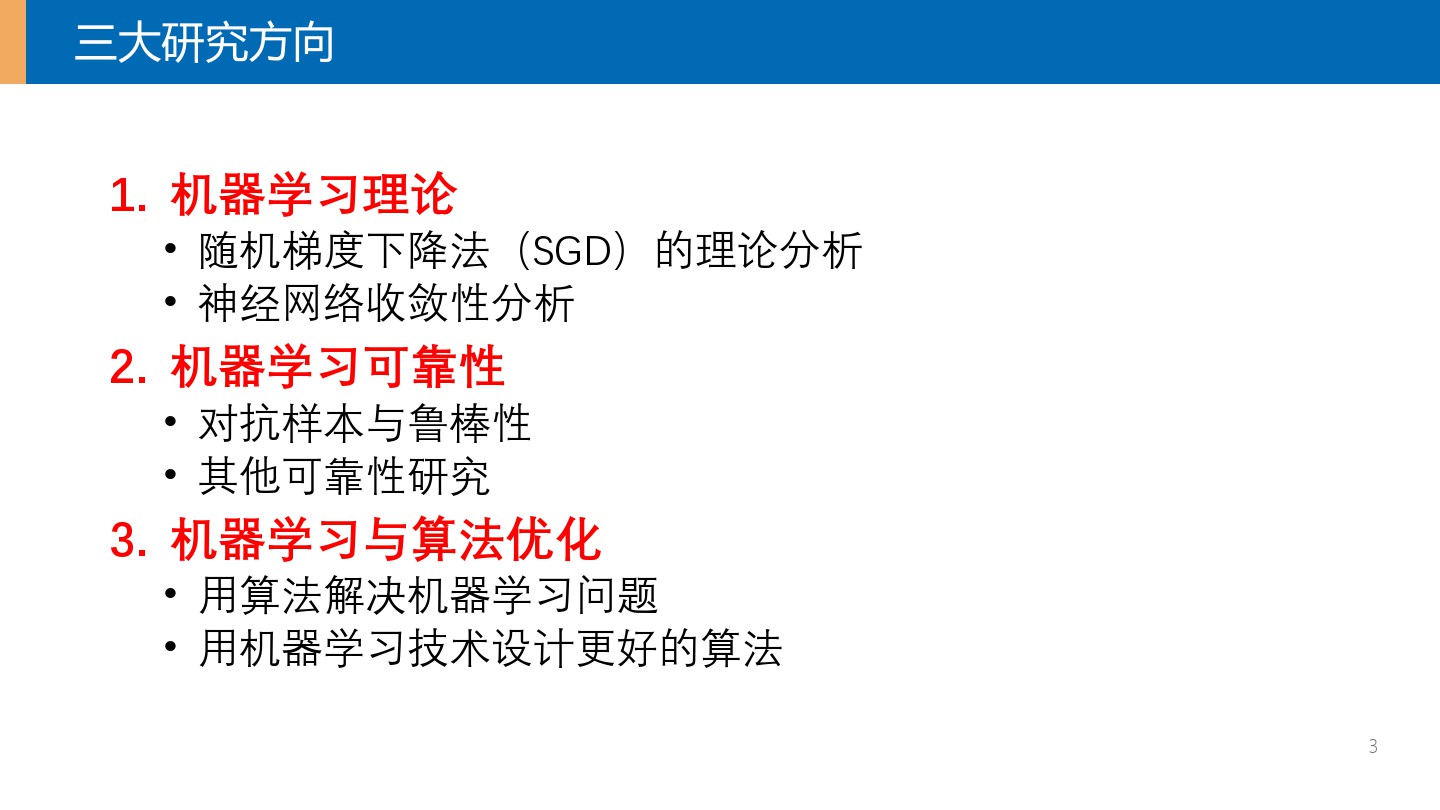 三大研究方向
1. 机器学习理论
• 随机梯度下降法（SGD）的理论分析
• 神经网络收敛性分析
2. 机器学习可靠性
• 对抗样本与鲁棒性
• 其他可靠性研究
3. 机器学习与算法优化
• 用算法解决机器学习问题
• 用机器学习技术设计更好的算法
3